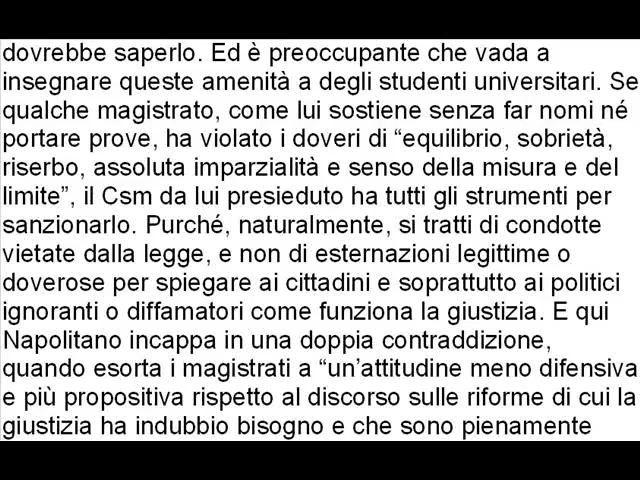 dovrebbe saperlo. Ed è preoccupante che vada a
insegnare queste amenità a degli studenti universitari. Se
qualche magistrato, come lui sostiene senza far nomi né
portare prove, ha violato i doveri di “equilibrio, sobrietà,
riserbo, assoluta imparzialità e senso della misura e del
limite”, il Csm da lui presieduto ha tutti gli strumenti per
sanzionarlo. Purché, naturalmente, si tratti di condotte
vietate dalla legge, e non di esternazioni legittime o
doverose per spiegare ai cittadini e soprattutto ai politici
ignoranti o diffamatori come funziona la giustizia. E qui
Napolitano incappa in una doppia contraddizione,
quando esorta i magistrati a “un’attitudine meno difensiva
e più propositiva rispetto al discorso sulle riforme di cui la
giustizia ha indubbio bisogno e che sono pienamente